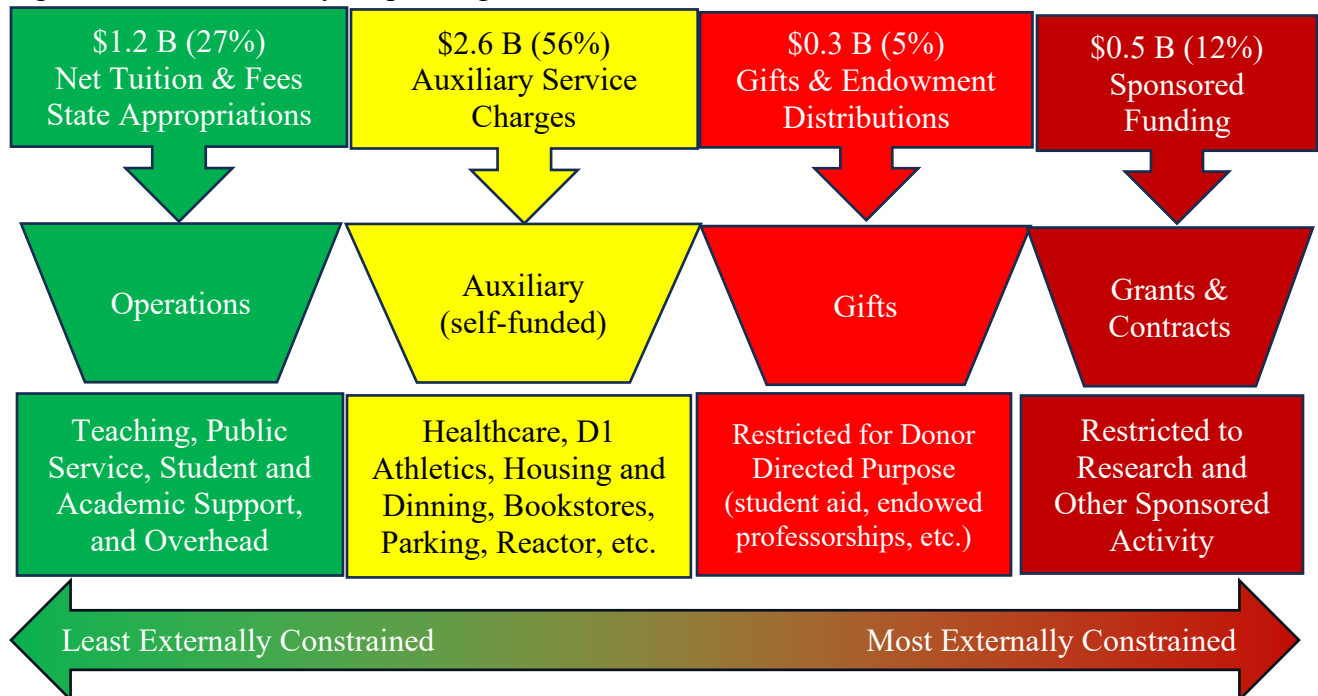 $1.2 B (27%)
Net Tuition & Fees
State Appropriations
$2.6 B (56%)
Auxiliary Service
Charges
$0.3 B (5%)
Gifts & Endowment
Distributions
$0.5 B (12%)
Sponsored
Funding
Operations
Auxiliary
(self-funded)
Gifts
Grants &
Contracts
Teaching, Public
Service, Student and
Academic Support,
and Overhead
Healthcare, D1
Athletics, Housing and
Dinning, Bookstores,
Parking, Reactor, etc.
Restricted for Donor
Directed Purpose
(student aid, endowed
professorships, etc.)
Restricted to
Research and
Other Sponsored
Activity
Least Externally Constrained
Most Externally Constrained